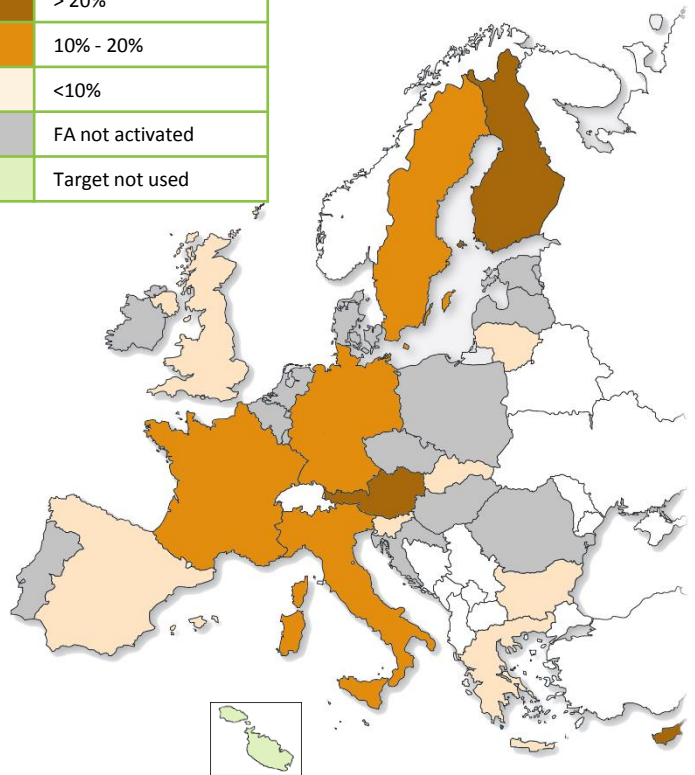 > 20%
10% - 20%
<10%
FA not activated
Target not used